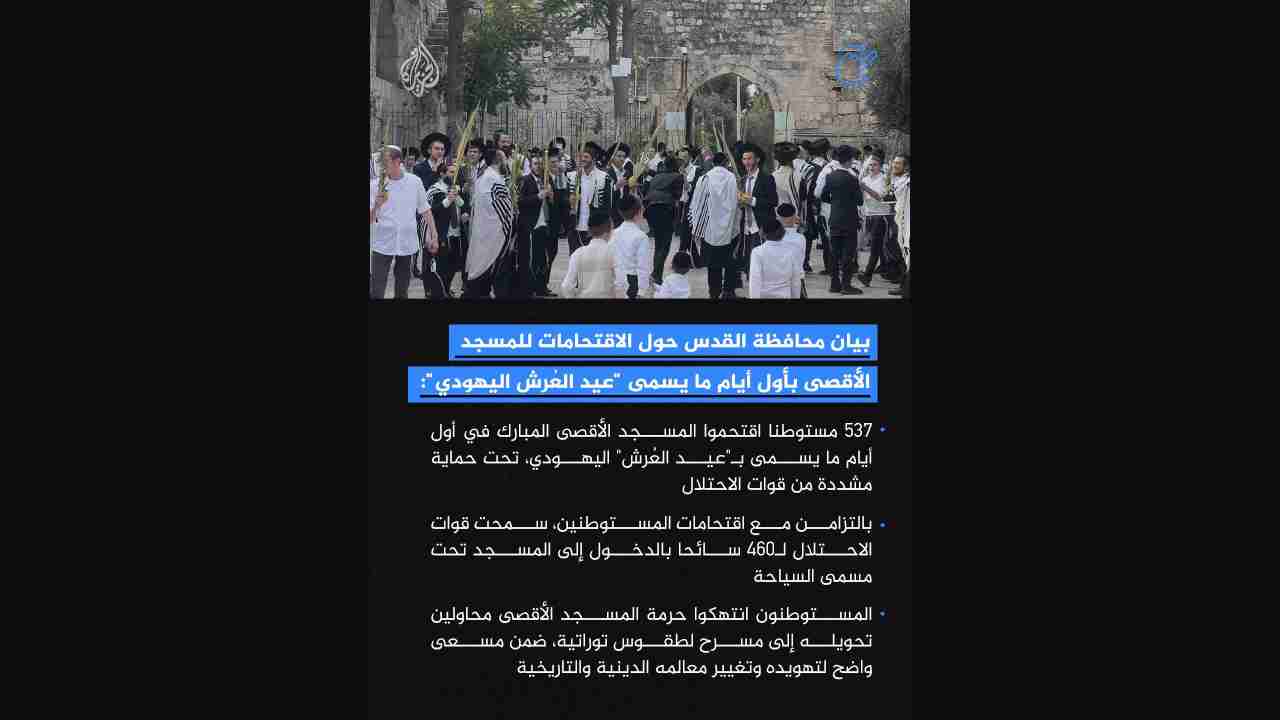 الجزيرة
بيان محافظة القدس حول الاقتحامات للمسجد
الأقصى بأول أيام ما يسمى "عيد العُرش اليهودي":
537 مستوطنا اقتحموا المسجد الأقصى المبارك في أول
أيام ما يسمى بـ"عيد العُرش" اليهودي، تحت حماية
مشددة من قوات الاحتلال
بالتزامن مع اقتحامات المستوطنين، سمحت قوات
الاحتلال لـ460 سائحا بالدخول إلى المسجد تحت
مسمى السياحة
المستوطنون انتهكوا حرمة المسجد الأقصى محاولين
تحويله إلى مسرح لطقوس توراتية، ضمن مسعى
واضح لتهويده وتغيير معالمه الدينية والتاريخية